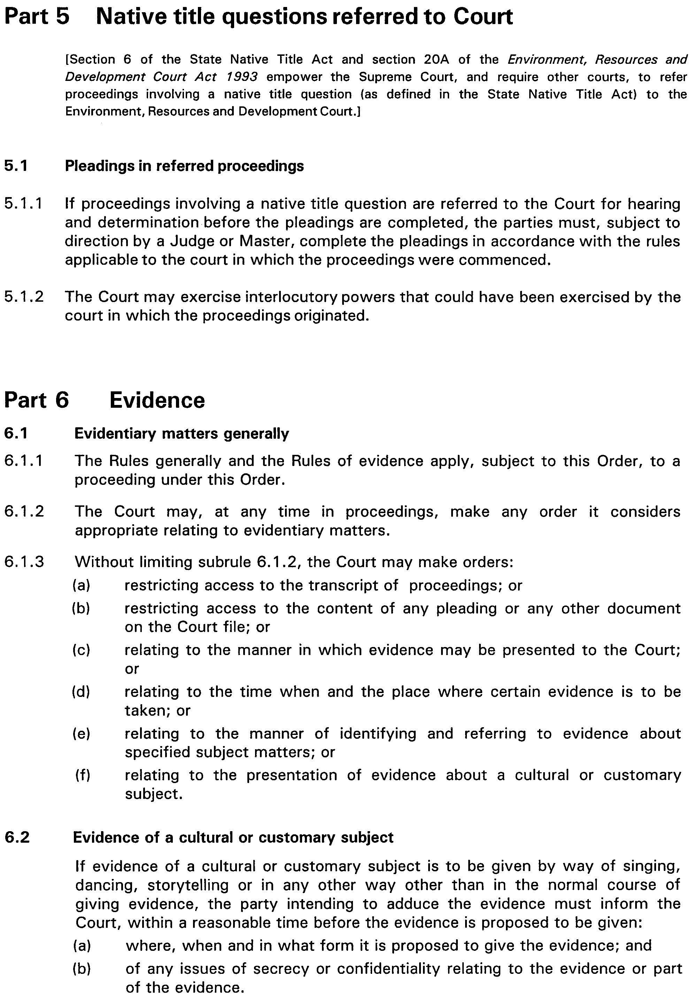 Part 5 Native title questions referred to Court
[Section 6 of the State Native Title Act and section 20A of the Environment, Resources and
Development Court Act 1993 empower the Supreme Court, and require other courts, to refer
proceedings involving a native title question (as defined in the State Native Title Act) to the
Environment, Resources and Development Court.]
5.1 Pleadings in referred proceedings
5.1.1 If proceedings involving a native title question are referred to the Court for hearing
and determination before the pleadings are completed, the parties must, subject to
direction by a Judge or Master, complete the pleadings in accordance with the rules
applicable to the court in which the proceedings were commenced.
5.1.2 The Court may exercise interlocutory powers that could have been exercised by the
court in which the proceedings originated.
Part 6 Evidence
6.1 Evidentiary matters generally
6.1.1 The Rules generally and the Rules of evidence apply, subject to this Order, to a
proceeding under this Order.
6.1.2 The Court may, at any time in proceedings, make any order it considers
appropriate relating to evidentiary matters.
6.1.3 Without limiting subrule 6.1.2, the Court may make orders:
(a) restricting access to the transcript of proceedings; or
(b) restricting access to the content of any pleading or any other document
on the Court file; or
(c) relating to the manner in which evidence may be presented to the Court;
or
(d) relating to the time when and the place where certain evidence is to be
taken; or
(e) relating to the manner of identifying and referring to evidence about
specified subject matters; or
(f) relating to the presentation of evidence about a cultural or customary
subject.
6.2 Evidence of a cultural or customary subject
If evidence of a cultural or customary subject is to be given by way of singing,
dancing, storytelling or in any other way other than in the normal course of
giving evidence, the party intending to adduce the evidence must inform the
Court, within a reasonable time before the evidence is proposed to be given:
(a) where, when and in what form it is proposed to give the evidence; and
(b) of any issues of secrecy or confidentiality relating to the evidence or part
of the evidence.